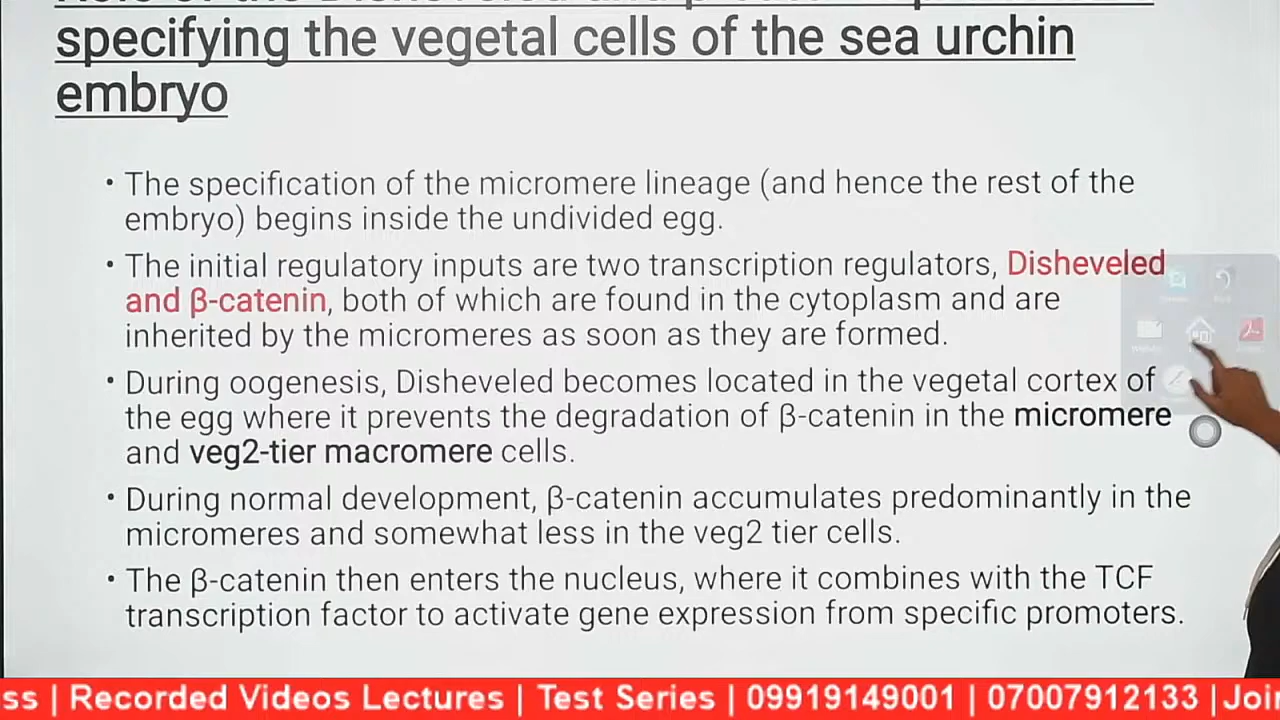 specifying the vegetal cells of the sea urchin
embryo
• The specification of the micromere lineage (and hence the rest of the
embryo) begins inside the undivided egg.
• The initial regulatory inputs are two transcription regulators, Disheveled
and β-catenin, both of which are found in the cytoplasm and are
inherited by the micromeres as soon as they are formed.
• During oogenesis, Disheveled becomes located in the vegetal cortex of
the egg where it prevents the degradation of β-catenin in the micromere
and veg2-tier macromere cells.
• During normal development, β-catenin accumulates predominantly in the
micromeres and somewhat less in the veg2 tier cells.
• The β-catenin then enters the nucleus, where it combines with the TCF
transcription factor to activate gene expression from specific promoters.
ss | Recorded Videos Lectures | Test Series | 09919149001 | 07007912133 | Joi